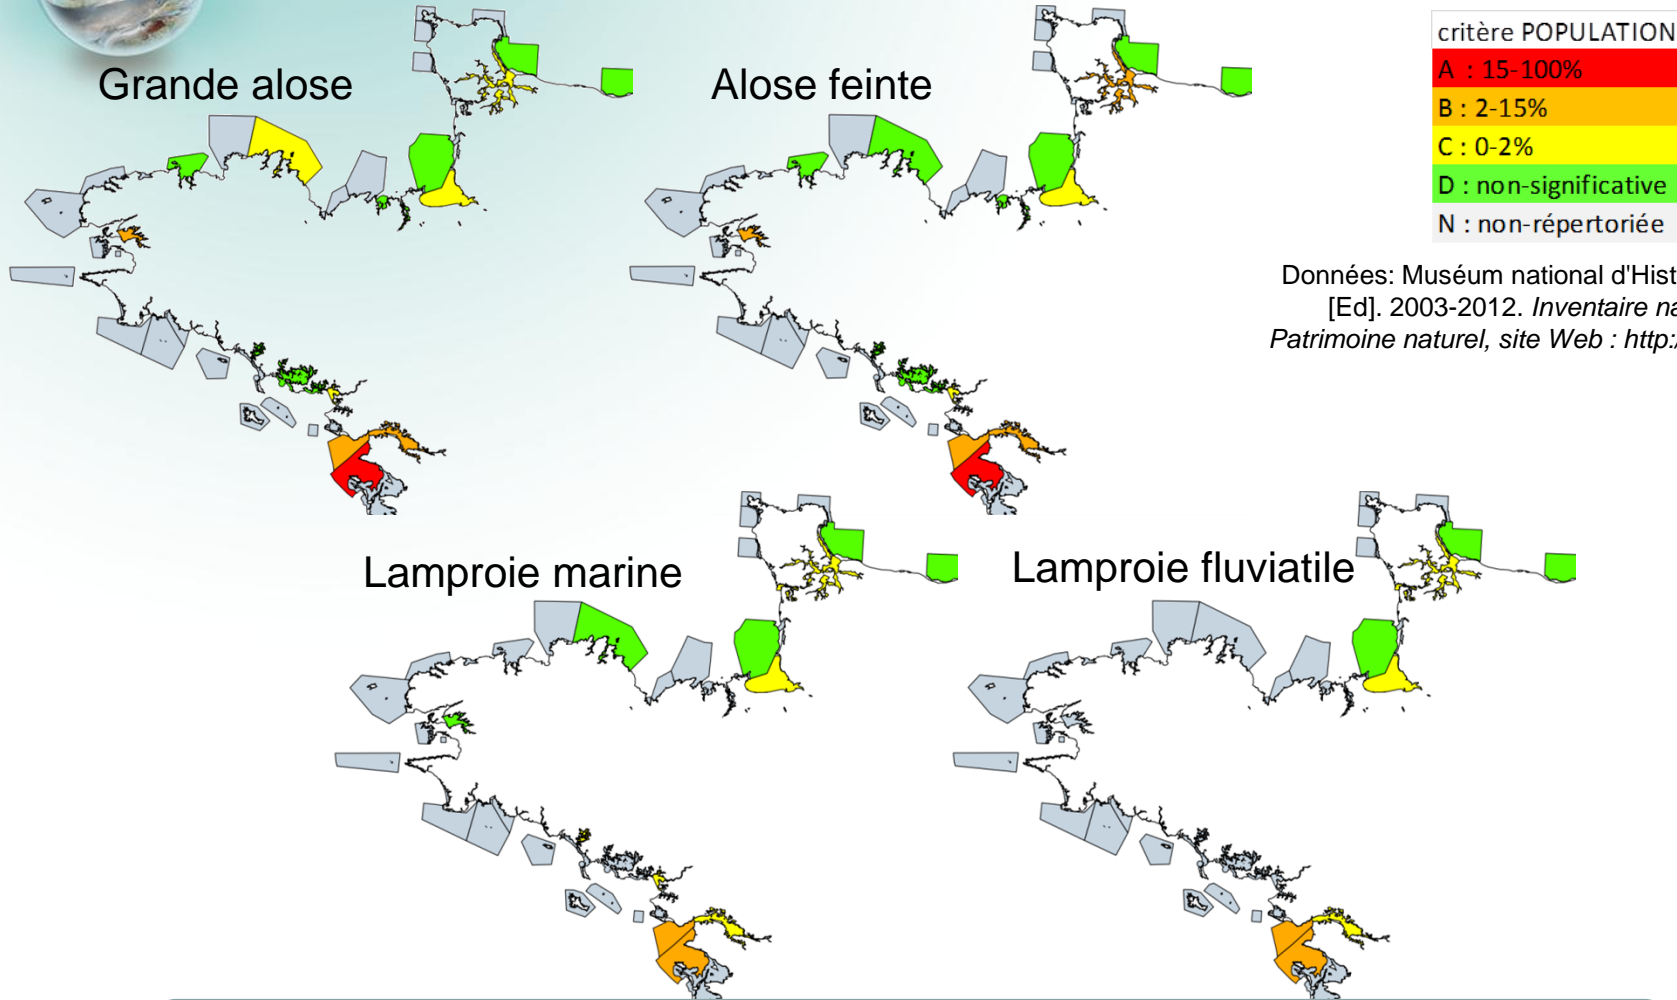 Grande alose
Alose feinte
critère POPULATION
A : 15-100%
B : 2-15%
C : 0-2%
D : non-significative
N : non-répertoriée
Données: Muséum national d'Hist
[Ed]. 2003-2012. Inventaire na
Patrimoine naturel, site Web : http:/
Lamproie marine
Lamproie fluviatile